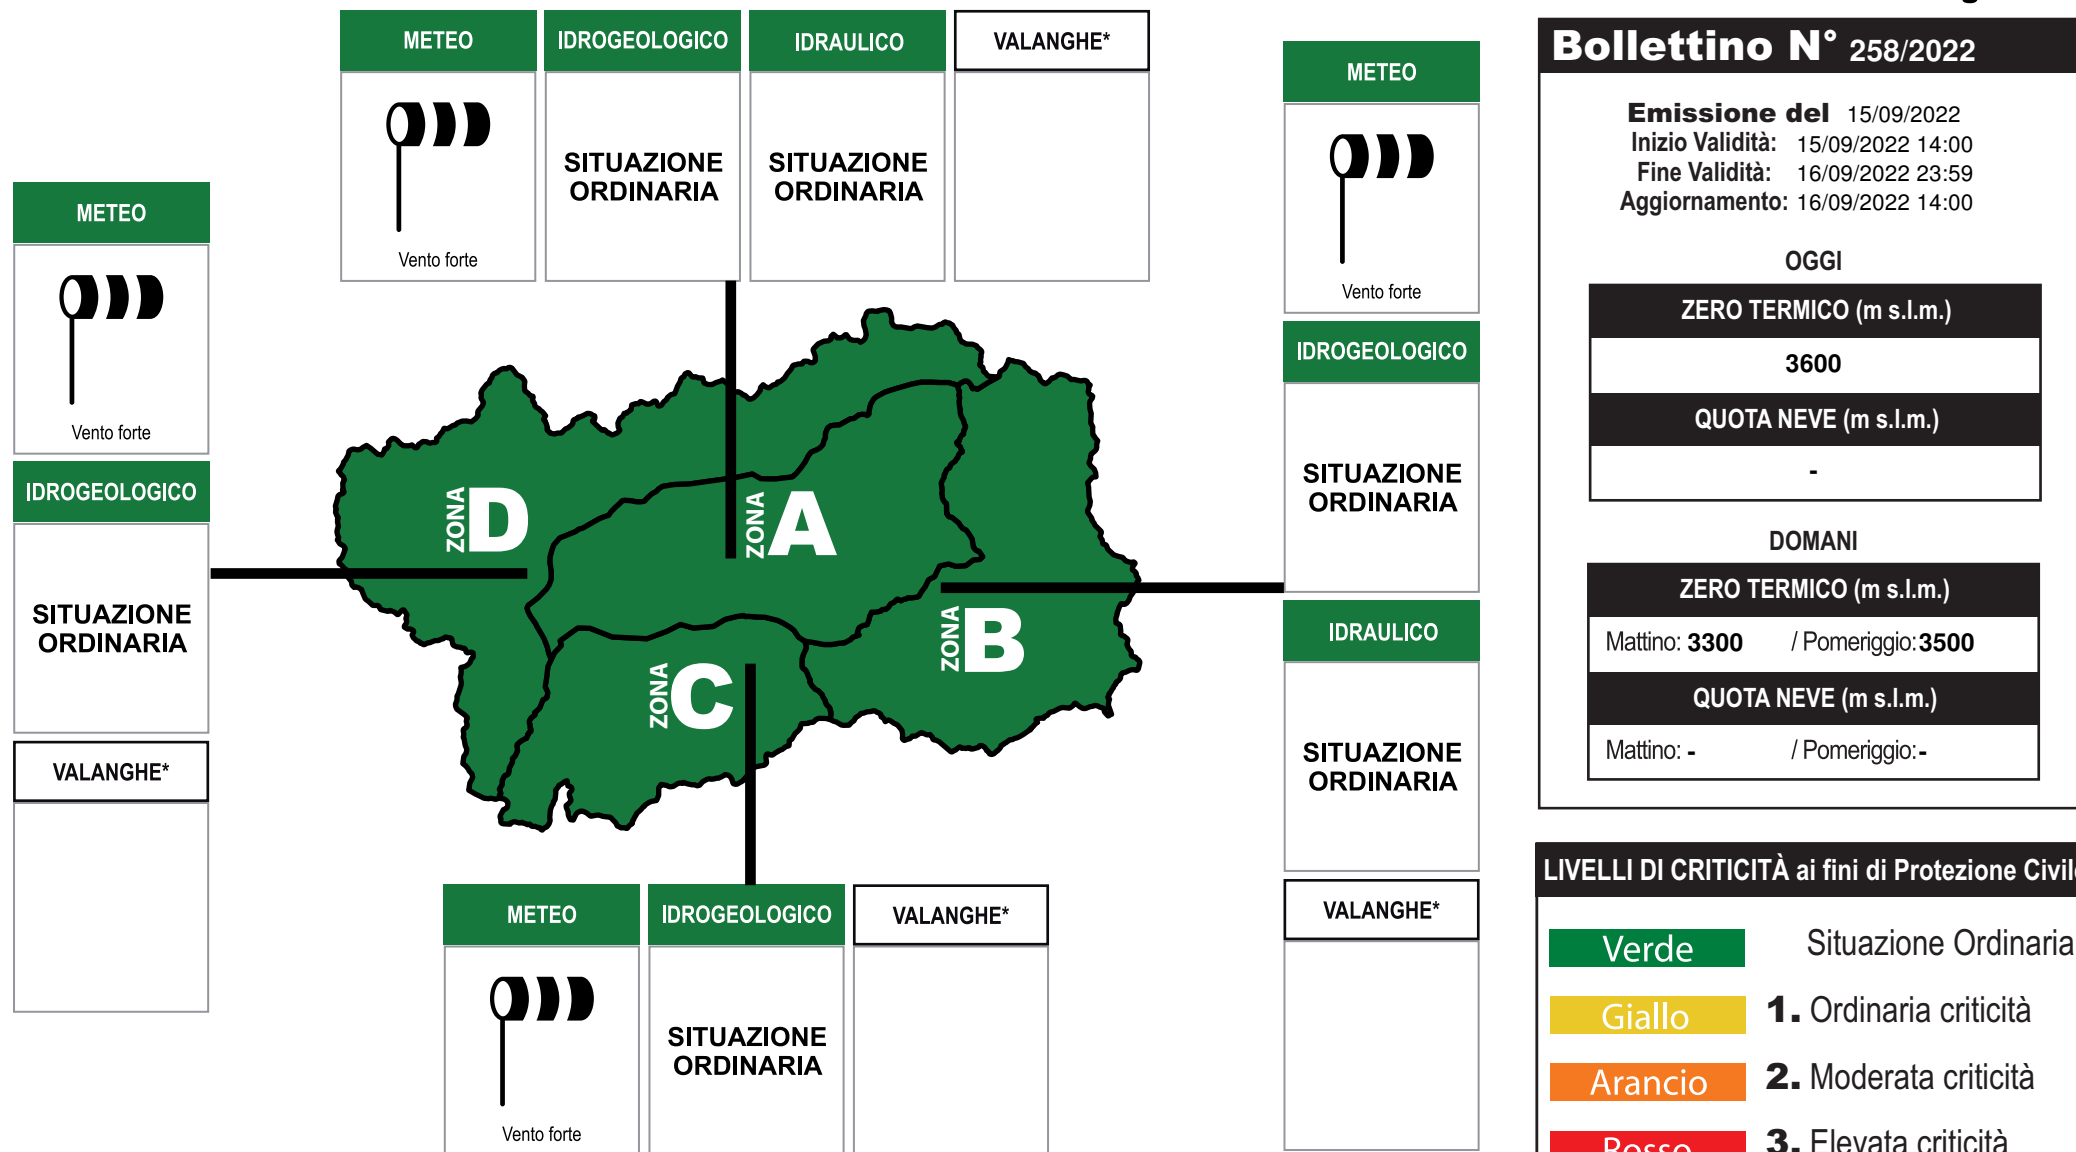 METEO
IDROGEOLOGICO
IDRAULICO
VALANGHE*
Vento forte
SITUAZIONE
ORDINARIA
SITUAZIONE
ORDINARIA
METEO
Vento forte
IDROGEOLOGICO
SITUAZIONE
ORDINARIA
VALANGHE*
METEO
Vento forte
IDROGEOLOGICO
SITUAZIONE
ORDINARIA
IDRAULICO
SITUAZIONE
ORDINARIA
VALANGHE*
ZONA D
ZONA A
ZONA B
ZONA C
METEO
IDROGEOLOGICO
VALANGHE*
Vento forte
SITUAZIONE
ORDINARIA
Bollettino N° 258/2022
Emissione del 15/09/2022
Inizio Validità: 15/09/2022 14:00
Fine Validità: 16/09/2022 23:59
Aggiornamento: 16/09/2022 14:00
OGGI
ZERO TERMICO (m s.l.m.)
3600
QUOTA NEVE (m s.l.m.)
-
DOMANI
ZERO TERMICO (m s.l.m.)
Mattino: 3300 / Pomeriggio: 3500
QUOTA NEVE (m s.l.m.)
Mattino: - / Pomeriggio: -
LIVELLI DI CRITICITÀ ai fini di Protezione Civile
Verde Situazione Ordinaria
Giallo 1. Ordinaria criticità
Arancio 2. Moderata criticità
Rosso 3. Elevata criticità